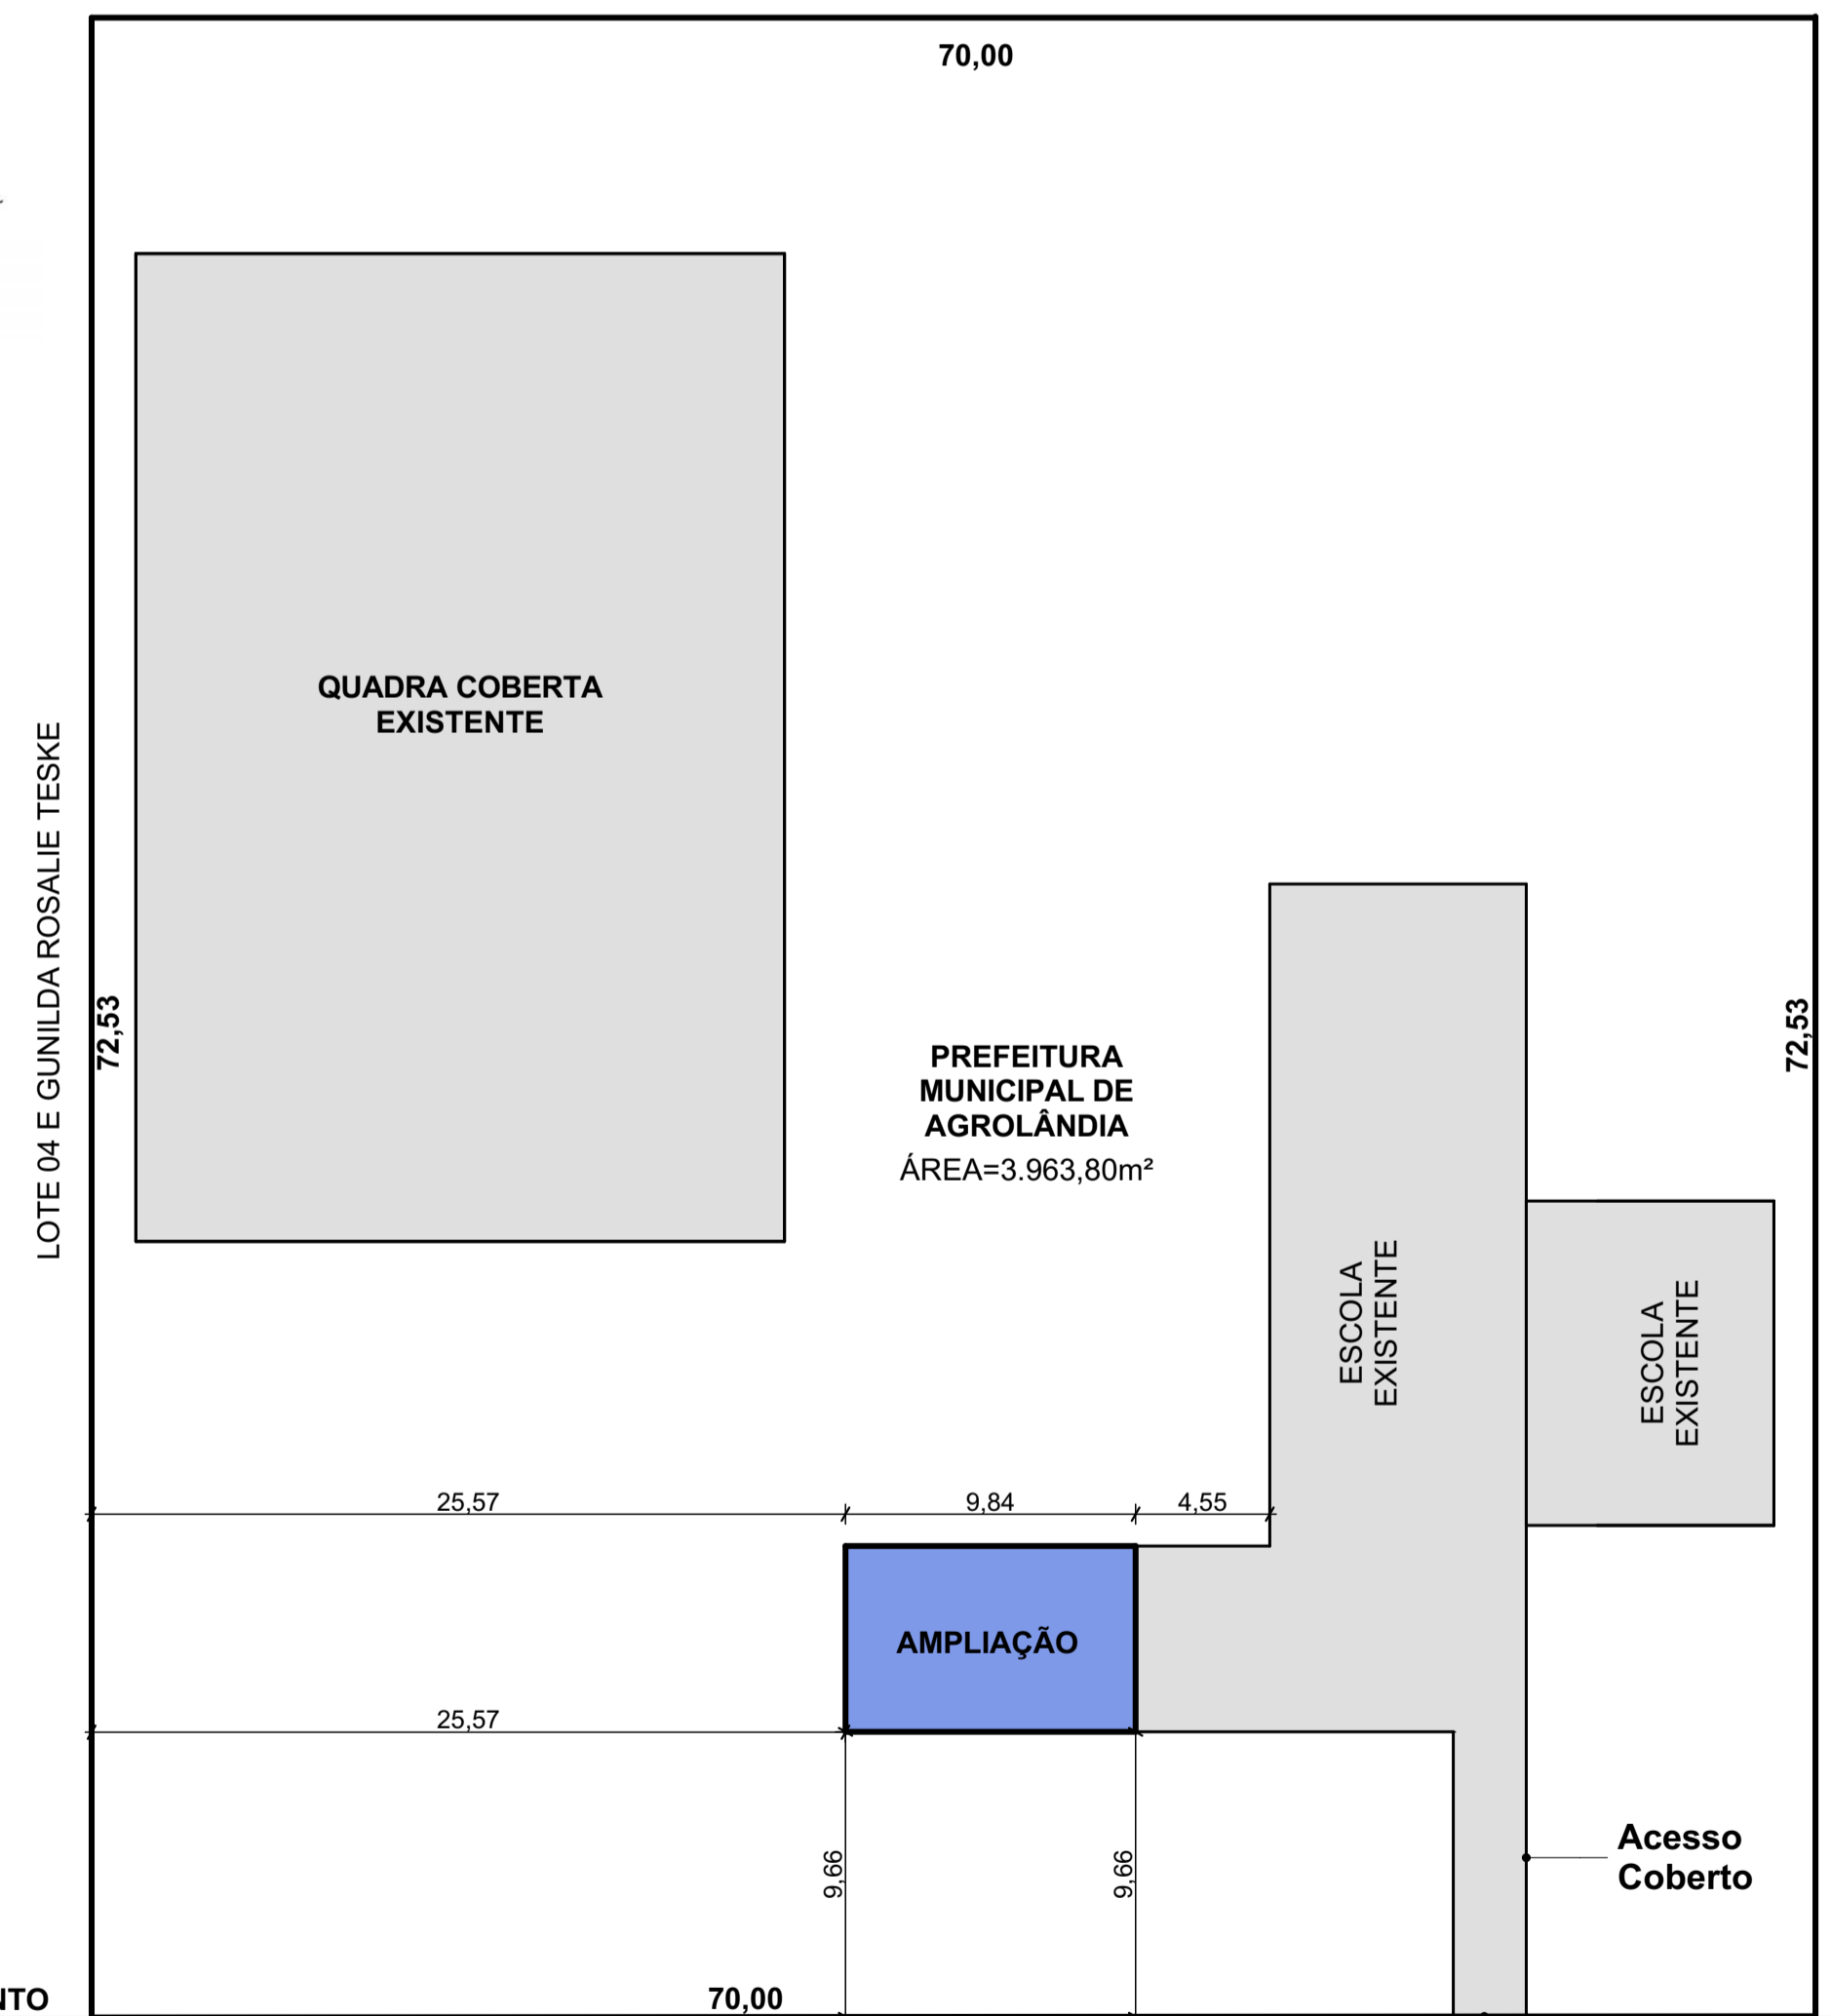 70,00
QUADRA COBERTA
EXISTENTE
LOTE 04 E GUNILDA ROSALIE TESKE
72,53
72,53
PREFEITURA
MUNICIPAL DE
AGROLÂNDIA
ÁREA=3.963,80m²
ESCOLA
EXISTENTE
ESCOLA
EXISTENTE
25,57
9,84
4,55
AMPLIAÇÃO
25,57
9,66
9,66
Acesso
Coberto
70,00